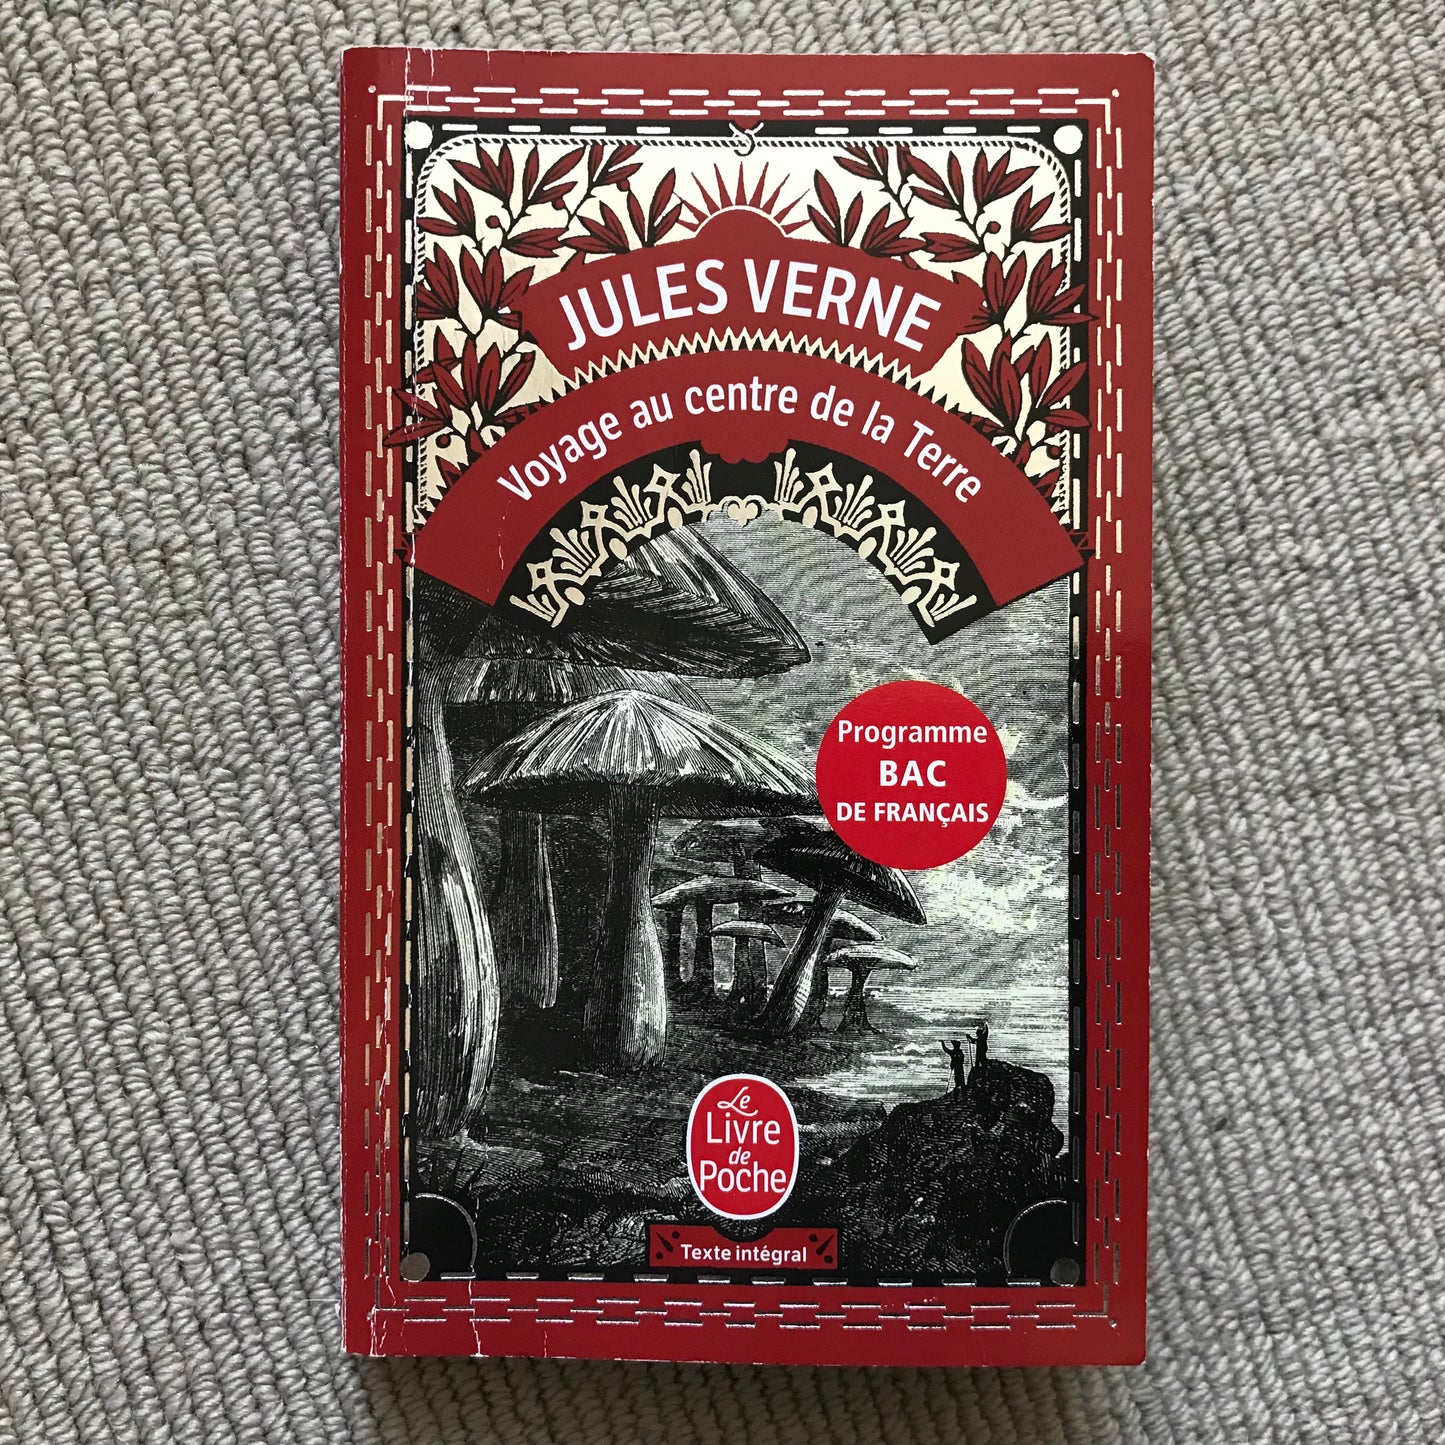 JULES VERNE
Voyage au centre de la Terre
Programme
BAC
DE FRANÇAIS
Le
Livre
de
Poche
Texte intégral